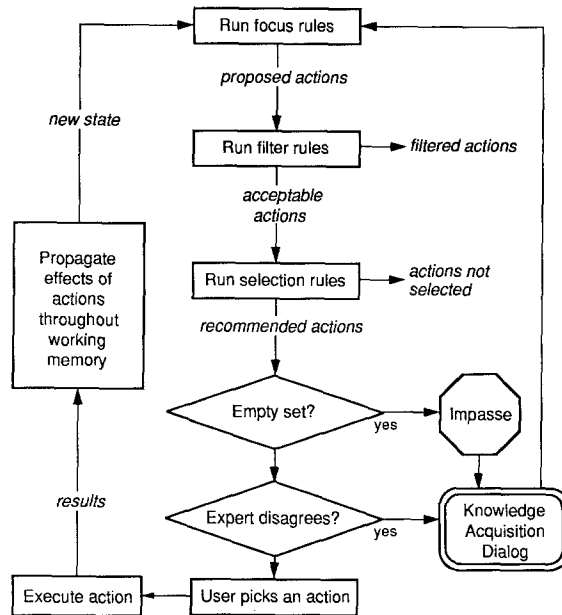 Run focus rules
proposed actions
new state
Run filter rules
filtered actions
acceptable
actions
Propagate
effects of
actions
throughout
working
memory
Run selection rules
actions not
selected
recommended actions
Empty set?
yes
Impasse
results
Expert disagrees?
yes
Knowledge
Acquisition
Dialog
Execute action
User picks an action